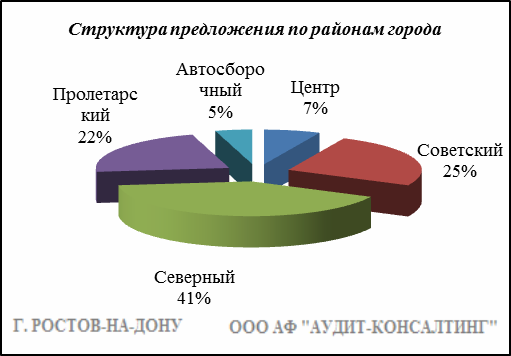 Структура предложения по районам города
Автосборо
чный
5%
Центр
7%
Пролетарс
кий
22%
Советский
25%
Северный
41%
Г. РОСТОВ-НА-ДОНУ
ООО АФ "АУДИТ-КОНСАЛТИНГ"